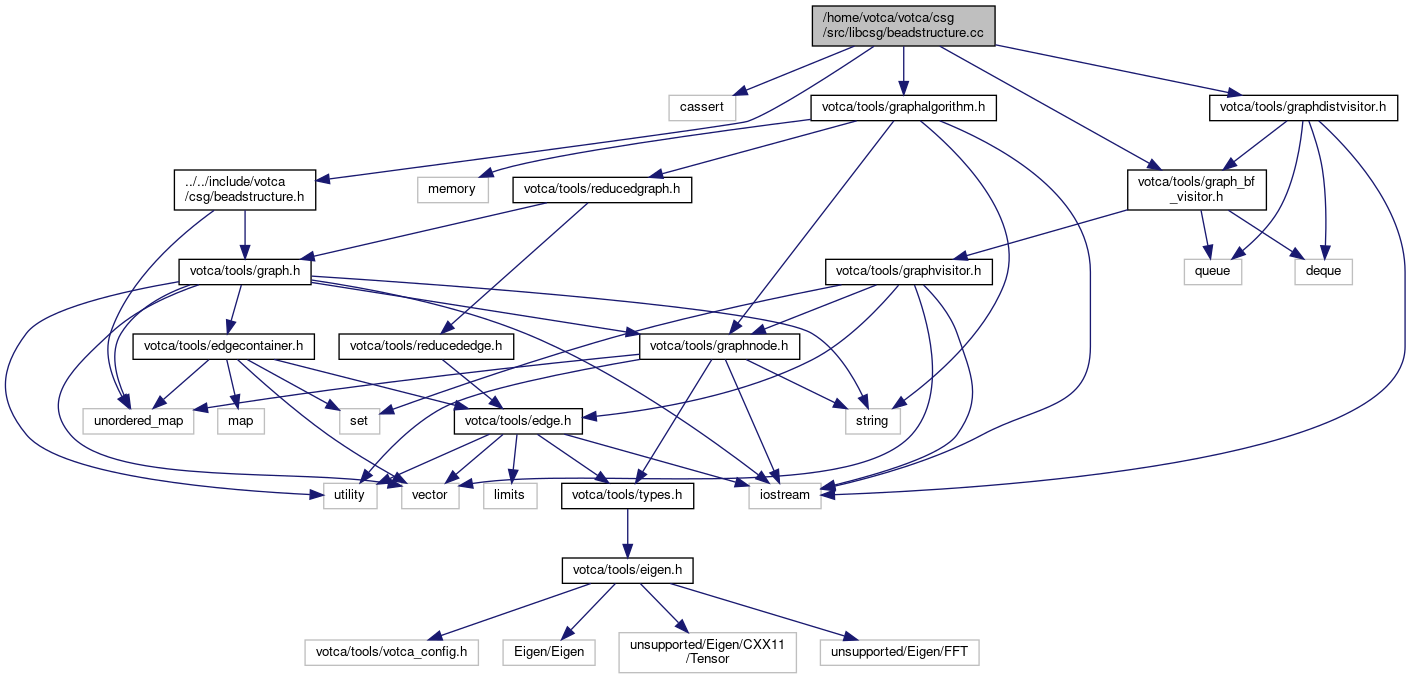 /home/votca/votca/csg
/src/libcsg/beadstructure.cc
cassert
votca/tools/graphalgorithm.h
votca/tools/graphdistvisitor.h
../../include/votca
/csg/beadstructure.h
memory
votca/tools/reducedgraph.h
votca/tools/graph_bf
_visitor.h
votca/tools/graph.h
votca/tools/graphvisitor.h
queue
deque
votca/tools/edgecontainer.h
votca/tools/reducededge.h
votca/tools/graphnode.h
unordered_map
map
set
votca/tools/edge.h
string
utility
vector
limits
votca/tools/types.h
iostream
votca/tools/eigen.h
votca/tools/votca_config.h
Eigen/Eigen
unsupported/Eigen/CXX11
/Tensor
unsupported/Eigen/FFT